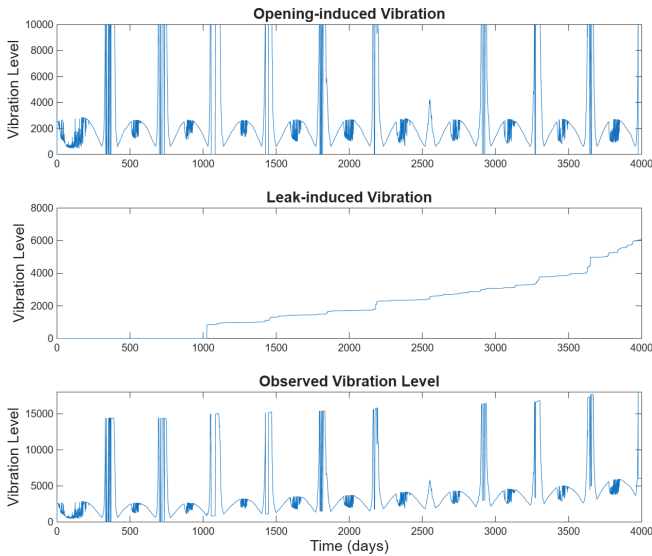 Opening-induced Vibration
Vibration Level
10000
8000
6000
4000
2000
0
0 500 1000 1500 2000 2500 3000 3500 4000
Leak-induced Vibration
Vibration Level
8000
6000
4000
2000
0
0 500 1000 1500 2000 2500 3000 3500 4000
Observed Vibration Level
Vibration Level
15000
10000
5000
0
0 500 1000 1500 2000 2500 3000 3500 4000
Time (days)